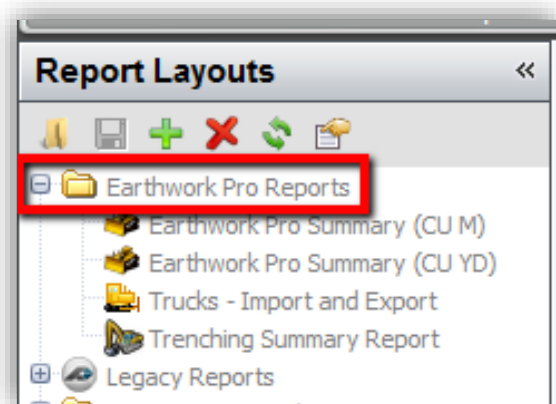 Report Layouts
Earthwork Pro Reports
Earthwork Pro Summary (CU M)
Earthwork Pro Summary (CU YD)
Trucks - Import and Export
Trenching Summary Report
Legacy Reports